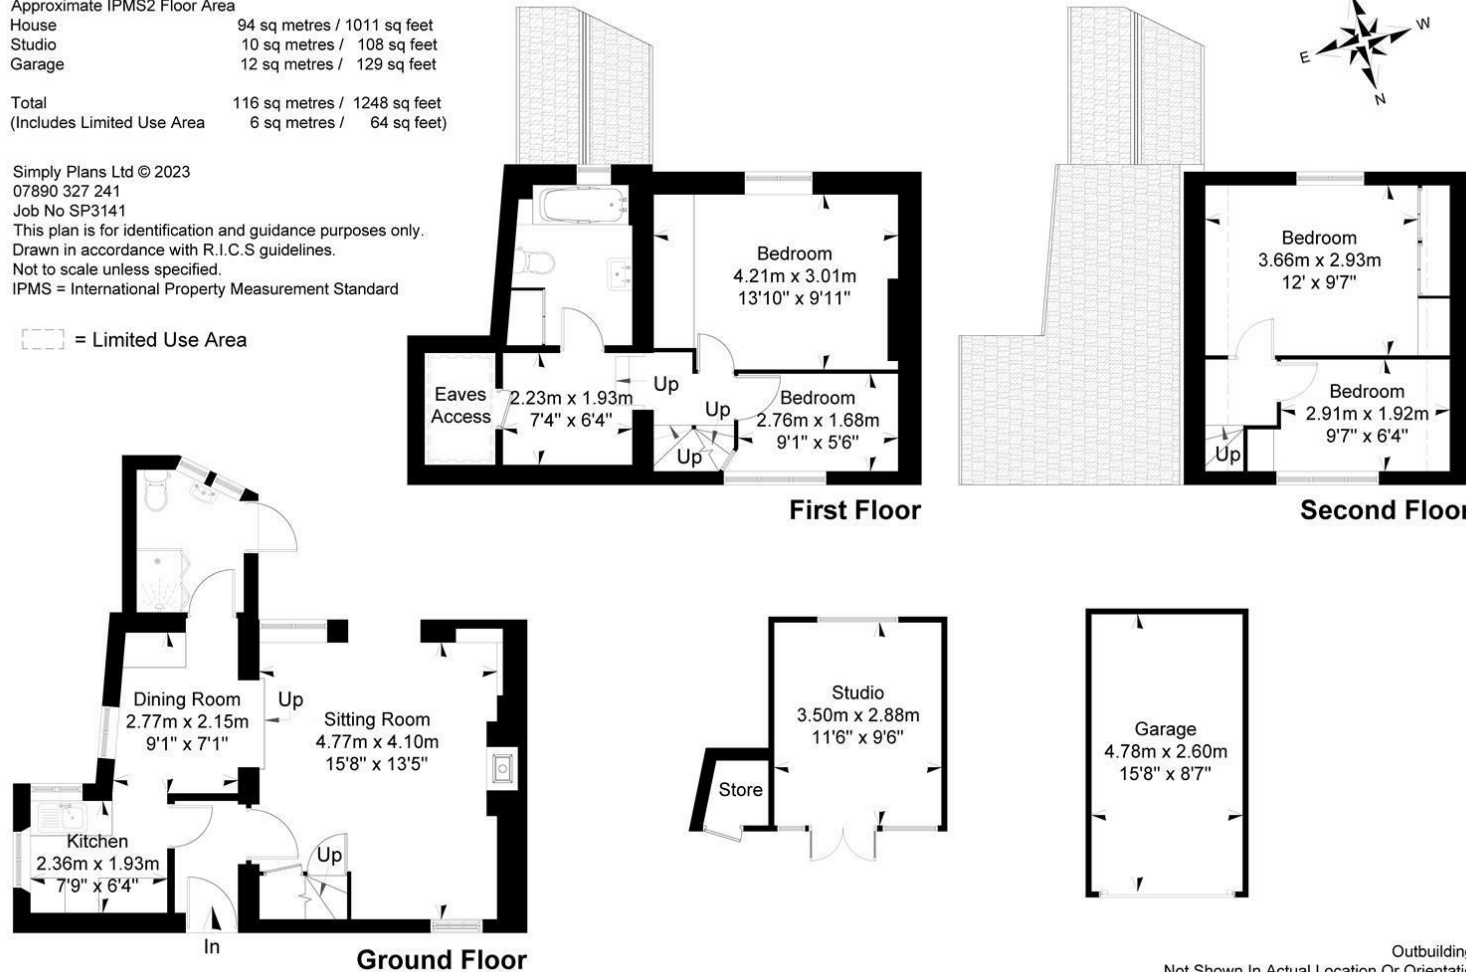 Approximate IPMS2 Floor Area
House 94 sq metres / 1011 sq feet
Studio 10 sq metres / 108 sq feet
Garage 12 sq metres / 129 sq feet
Total 116 sq metres / 1248 sq feet
(Includes Limited Use Area 6 sq metres / 64 sq feet)
Simply Plans Ltd © 2023
07890 327 241
Job No SP3141
This plan is for identification and guidance purposes only.
Drawn in accordance with R.I.C.S guidelines.
Not to scale unless specified.
IPMS = International Property Measurement Standard
= Limited Use Area
E
W
N
Bedroom
4.21m x 3.01m
13'10" x 9'11"
Eaves
Access
2.23m x 1.93m
7'4" x 6'4"
Up
Up
Up
Bedroom
2.76m x 1.68m
9'1" x 5'6"
First Floor
Bedroom
3.66m x 2.93m
12' x 9'7"
Bedroom
2.91m x 1.92m
9'7" x 6'4"
Up
Second Floor
Dining Room
2.77m x 2.15m
9'1" x 7'1"
Up
Sitting Room
4.77m x 4.10m
15'8" x 13'5"
Kitchen
2.36m x 1.93m
7'9" x 6'4"
Up
In
Ground Floor
Studio
3.50m x 2.88m
11'6" x 9'6"
Store
Garage
4.78m x 2.60m
15'8" x 8'7"
Outbuilding
Not Shown In Actual Location Or Orientatio